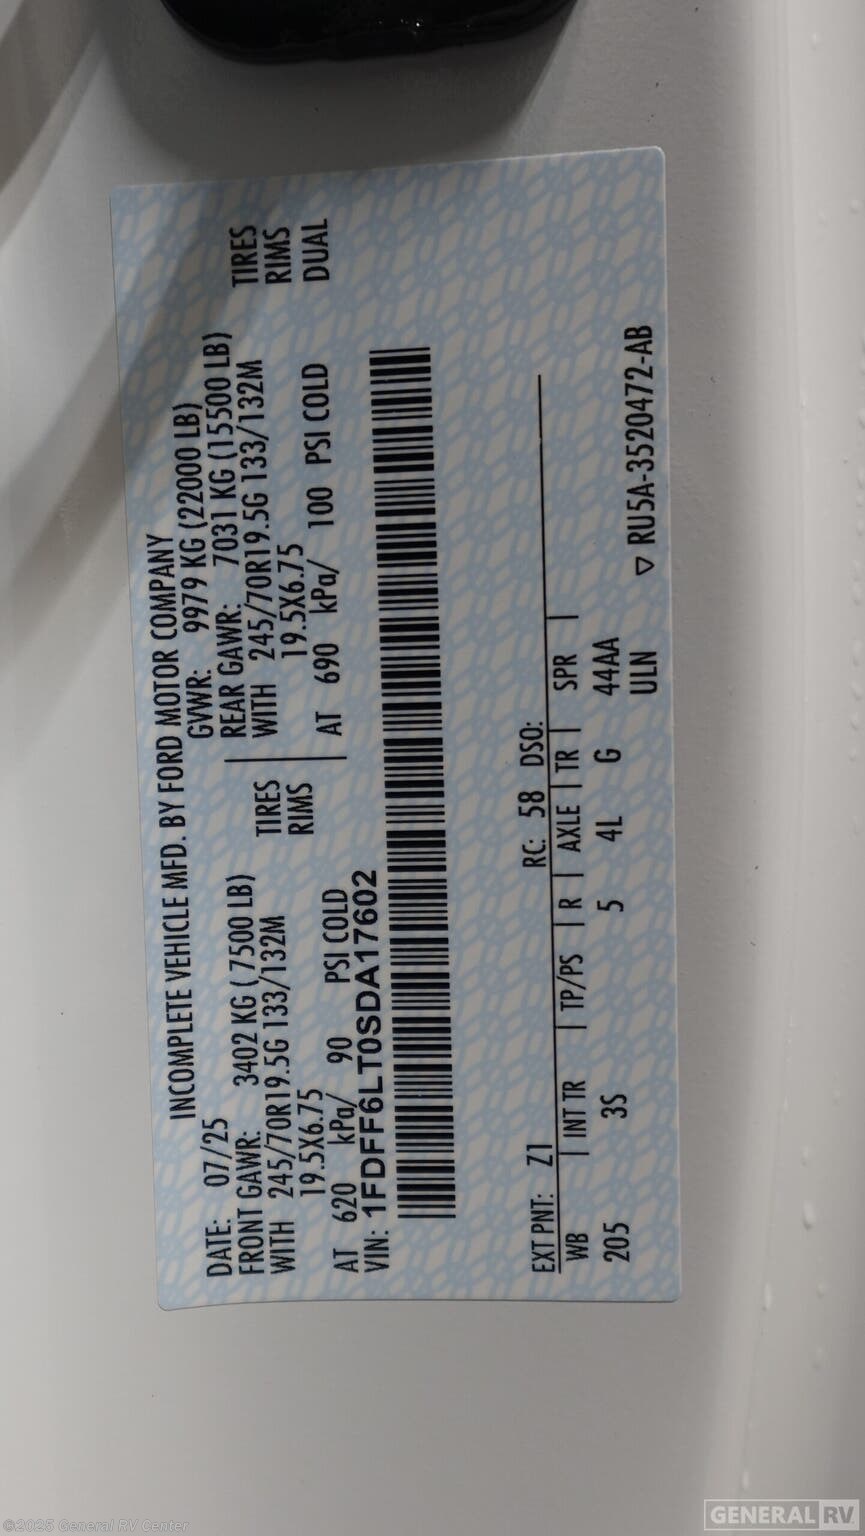 INCOMPLETE VEHICLE MFD. BY FORD MOTOR COMPANY
DATE: 07/25 GVWR: 9979 KG (22000 LB)
FRONT GAWR: 3402 KG ( 7500 LB) REAR GAWR: 7031 KG (15500 LB)
WITH 245/70R19.5G 133/132M TIRES WITH 245/70R19.5G 133/132M TIRES
19.5X6.75 RIMS 19.5X6.75 RIMS
AT 620 kPa/ 90 PSI COLD AT 690 kPa/ 100 PSI COLD DUAL
VIN: 1FDFF6LT0SDA17602
EXT PNT: Z1 RC: 58 DSO:
WB | INT TR | TP/PS | R | AXLE | TR | SPR |
205 3S 5 4L G 44AA
ULN
▽ RU5A-3520472-AB
©2025 General RV Center
GENERAL RV